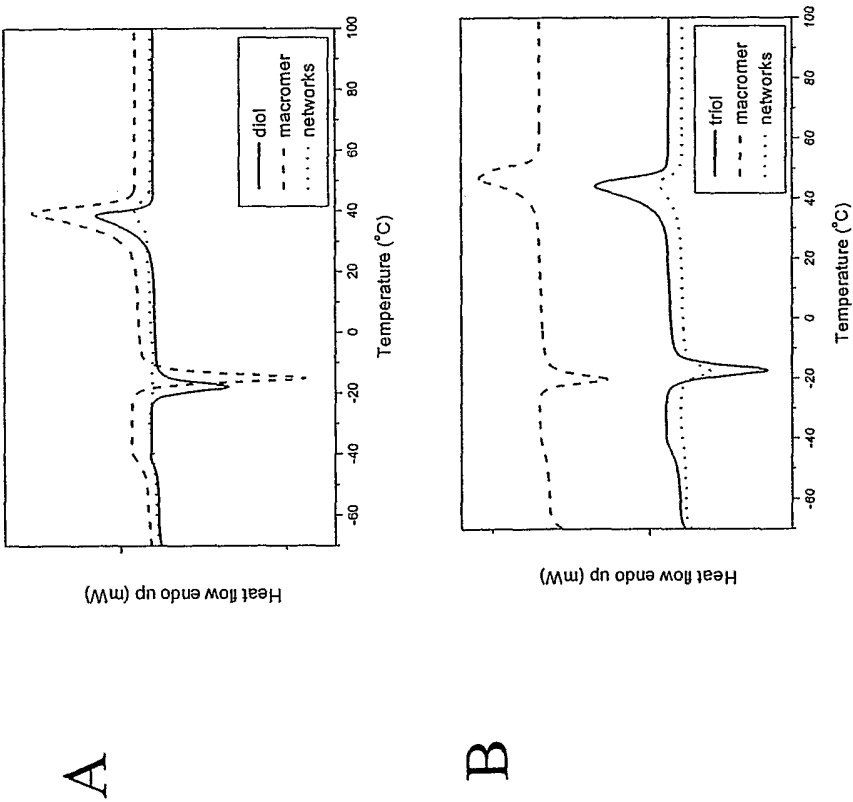 A
Heat flow endo up (mW)
diol
macromer
networks
-60
-40
-20
0
20
40
60
80
100
Temperature (°C)
B
Heat flow endo up (mW)
triol
macromer
networks
-60
-40
-20
0
20
40
60
80
100
Temperature (°C)